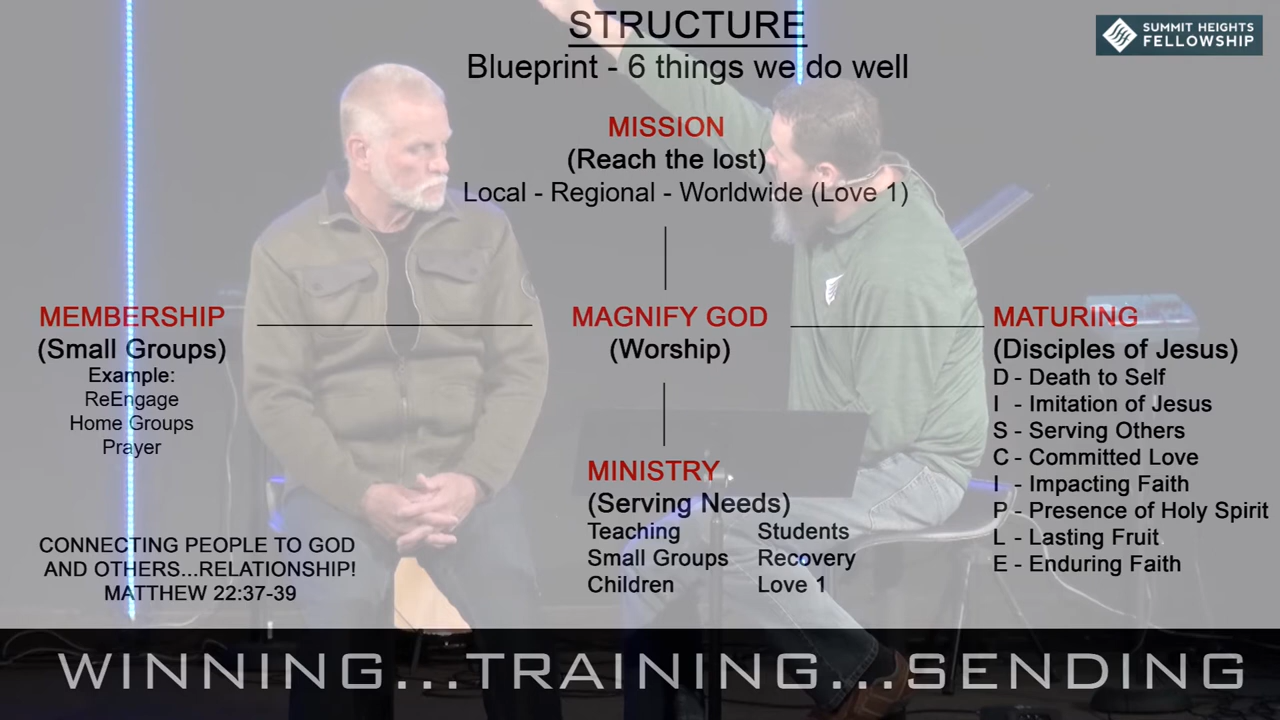 STRUCTURE
Blueprint - 6 things we do well
SUMMIT HEIGHTS
FELLOWSHIP
MISSION
(Reach the lost)
Local - Regional - Worldwide (Love 1)
MEMBERSHIP
(Small Groups)
Example:
ReEngage
Home Groups
Prayer
MAGNIFY GOD
(Worship)
MATURING
(Disciples of Jesus)
D - Death to Self
I - Imitation of Jesus
S - Serving Others
C - Committed Love
I - Impacting Faith
P - Presence of Holy Spirit
L - Lasting Fruit
E - Enduring Faith
MINISTRY
(Serving Needs)
Teaching Students
Small Groups Recovery
Children Love 1
CONNECTING PEOPLE TO GOD
AND OTHERS...RELATIONSHIP!
MATTHEW 22:37-39
WINNING...TRAINING...SENDING